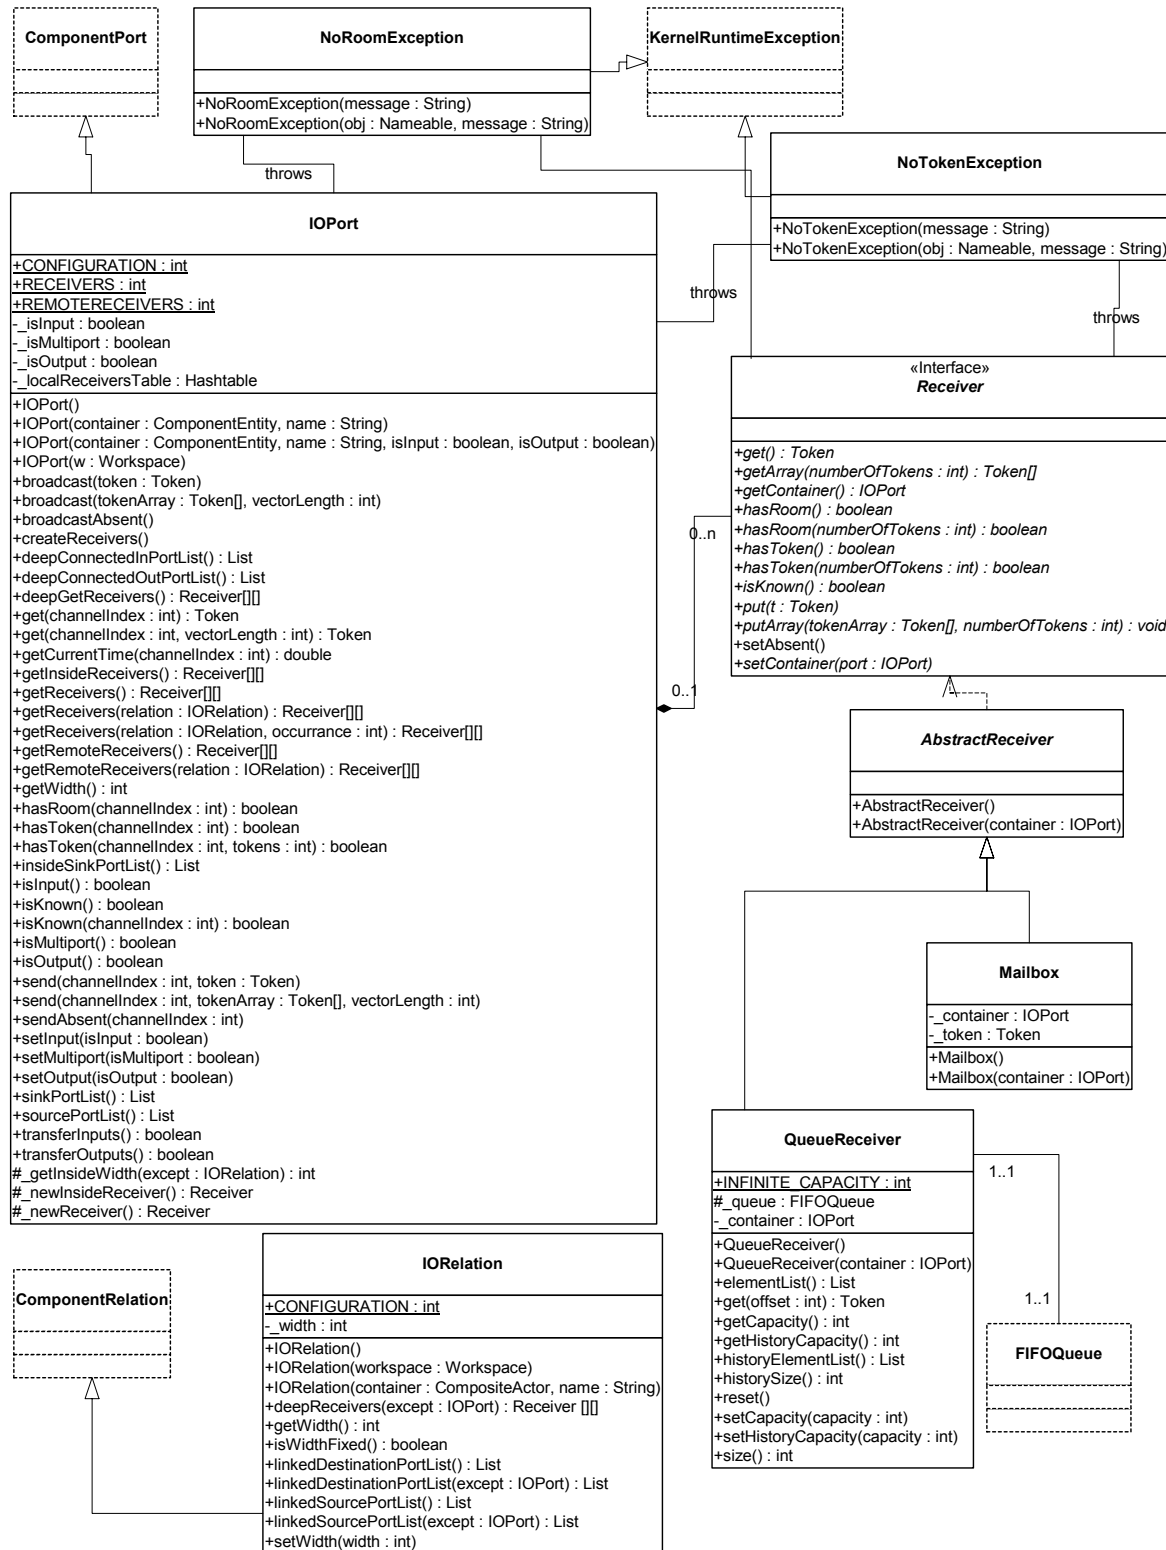 ComponentPort
NoRoomException
+NoRoomException(message : String)
+NoRoomException(obj : Nameable, message : String)
KernelRuntimeException
throws
NoTokenException
+NoTokenException(message : String)
+NoTokenException(obj : Nameable, message : String)
throws
throws
IOPort
+CONFIGURATION : int
+RECEIVERS : int
+REMOTERECEIVERS : int
-_isInput : boolean
-_isMultiport : boolean
-_isOutput : boolean
-_localReceiversTable : Hashtable
+IOPort()
+IOPort(container : ComponentEntity, name : String)
+IOPort(container : ComponentEntity, name : String, isInput : boolean, isOutput : boolean)
+IOPort(w : Workspace)
+broadcast(token : Token)
+broadcast(tokenArray : Token[], vectorLength : int)
+broadcastAbsent()
+createReceivers()
+deepConnectedInPortList() : List
+deepConnectedOutPortList() : List
+deepGetReceivers() : Receiver[][]
+get(channelIndex : int) : Token
+get(channelIndex : int, vectorLength : int) : Token
+getCurrentTime(channelIndex : int) : double
+getInsideReceivers() : Receiver[][]
+getReceivers() : Receiver[][]
+getReceivers(relation : IORelation) : Receiver[][]
+getReceivers(relation : IORelation, occurrance : int) : Receiver[][]
+getRemoteReceivers() : Receiver[][]
+getRemoteReceivers(relation : IORelation) : Receiver[][]
+getWidth() : int
+hasRoom(channelIndex : int) : boolean
+hasToken(channelIndex : int) : boolean
+hasToken(channelIndex : int, tokens : int) : boolean
+insideSinkPortList() : List
+isInput() : boolean
+isKnown() : boolean
+isKnown(channelIndex : int) : boolean
+isMultiport() : boolean
+isOutput() : boolean
+send(channelIndex : int, token : Token)
+send(channelIndex : int, tokenArray : Token[], vectorLength : int)
+sendAbsent(channelIndex : int)
+setInput(isInput : boolean)
+setMultiport(isMultiport : boolean)
+setOutput(isOutput : boolean)
+sinkPortList() : List
+sourcePortList() : List
+transferInputs() : boolean
+transferOutputs() : boolean
#_getInsideWidth(except : IORelation) : int
#_newInsideReceiver() : Receiver
#_newReceiver() : Receiver
«Interface»
Receiver
+get() : Token
+getArray(numberOfTokens : int) : Token[]
+getContainer() : IOPort
+hasRoom() : boolean
+hasRoom(numberOfTokens : int) : boolean
+hasToken() : boolean
+hasToken(numberOfTokens : int) : boolean
+isKnown() : boolean
+put(t : Token)
+putArray(tokenArray : Token[], numberOfTokens : int) : void
+setAbsent()
+setContainer(port : IOPort)
0..n
0..1
AbstractReceiver
+AbstractReceiver()
+AbstractReceiver(container : IOPort)
Mailbox
-_container : IOPort
-_token : Token
+Mailbox()
+Mailbox(container : IOPort)
QueueReceiver
+INFINITE_CAPACITY : int
#_queue : FIFOQueue
-_container : IOPort
+QueueReceiver()
+QueueReceiver(container : IOPort)
+elementList() : List
+get(offset : int) : Token
+getCapacity() : int
+getHistoryCapacity() : int
+historyElementList() : List
+historySize() : int
+reset()
+setCapacity(capacity : int)
+setHistoryCapacity(capacity : int)
+size() : int
1..1
1..1
FIFOQueue
ComponentRelation
IORelation
+CONFIGURATION : int
-_width : int
+IORelation()
+IORelation(workspace : Workspace)
+IORelation(container : CompositeActor, name : String)
+deepReceivers(except : IOPort) : Receiver [][]
+getWidth() : int
+isWidthFixed() : boolean
+linkedDestinationPortList() : List
+linkedDestinationPortList(except : IOPort) : List
+linkedSourcePortList() : List
+linkedSourcePortList(except : IOPort) : List
+setWidth(width : int)